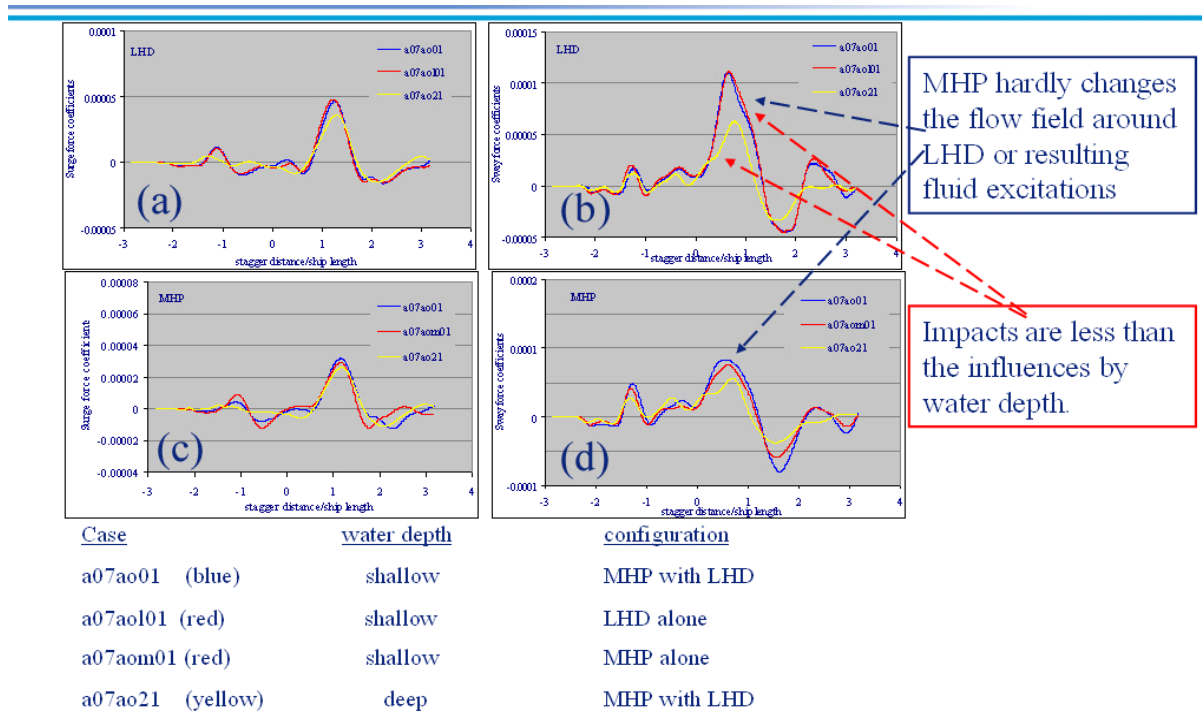 0.0001
0.00005
0
-0.00005
-3 -2 -1 0 1 2 3 4
Surge force coefficients
stagger distance/ship length
LHD
a07ao01
a07aol01
a07ao21
(a)
0.00015
0.0001
0.00005
0
-0.00005
-3 -2 -1 0 1 2 3 4
Sway force coefficients
stagger distance/ship length
LHD
a07ao01
a07aol01
a07ao21
(b)
MHP hardly changes
the flow field around
LHD or resulting
fluid excitations
0.00008
0.00006
0.00004
0.00002
0
-0.00002
-0.00004
-3 -2 -1 0 1 2 3 4
Surge force coefficients
stagger distance/ship length
MHP
a07ao01
a07aom01
a07ao21
(c)
0.0002
0.0001
0
-0.0001
-3 -2 -1 0 1 2 3 4
Sway force coefficients
stagger distance/ship length
MHP
a07ao01
a07aom01
a07ao21
(d)
Impacts are less than
the influences by
water depth.
Case water depth configuration
a07ao01 (blue) shallow MHP with LHD
a07aol01 (red) shallow LHD alone
a07aom01 (red) shallow MHP alone
a07ao21 (yellow) deep MHP with LHD